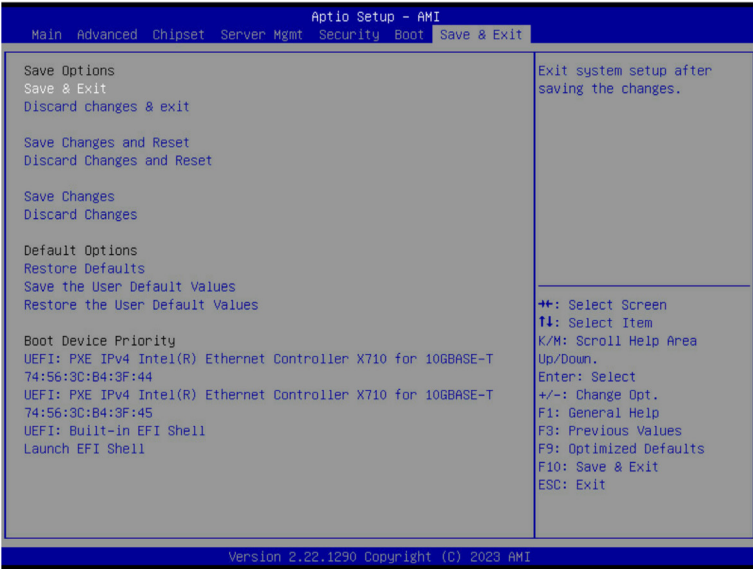 Aptio Setup - AMI
Main Advanced Chipset Server Mgmt Security Boot Save & Exit
Save Options
Save & Exit
Discard changes & exit
Save Changes and Reset
Discard Changes and Reset
Save Changes
Discard Changes
Default Options
Restore Defaults
Save the User Default Values
Restore the User Default Values
Boot Device Priority
UEFI: PXE IPv4 Intel(R) Ethernet Controller X710 for 10GBASE-T
74:56:3C:B4:3F:44
UEFI: PXE IPv4 Intel(R) Ethernet Controller X710 for 10GBASE-T
74:56:3C:B4:3F:45
UEFI: Built-in EFI Shell
Launch EFI Shell
Exit system setup after
saving the changes.
→←: Select Screen
↑↓: Select Item
K/M: Scroll Help Area
Up/Down.
Enter: Select
+/-: Change Opt.
F1: General Help
F3: Previous Values
F9: Optimized Defaults
F10: Save & Exit
ESC: Exit
Version 2.22.1290 Copyright (C) 2023 AMI